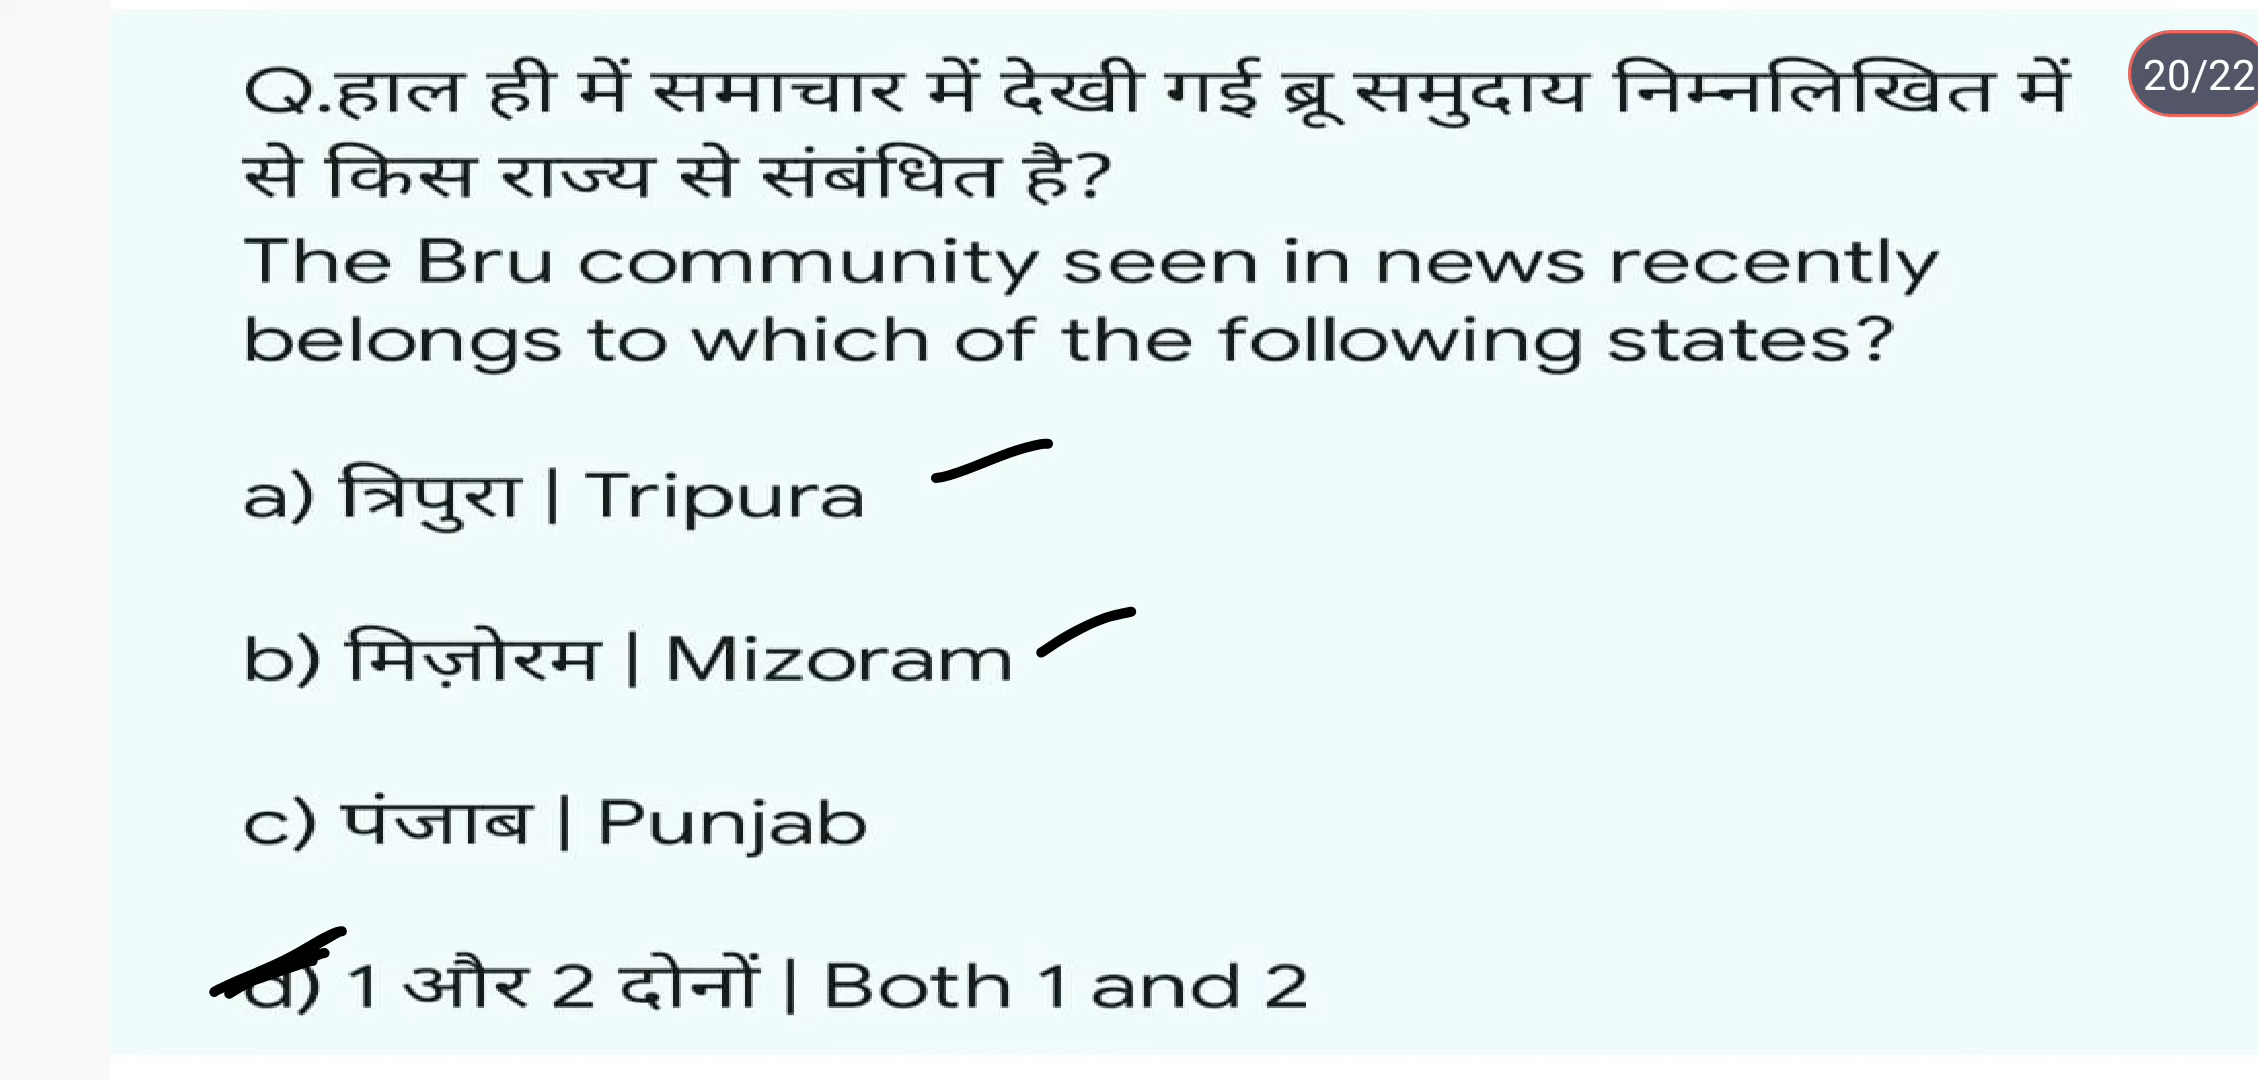 Q.हाल ही में समाचार में देखी गई ब्रू समुदाय निम्नलिखित में
20/22
से किस राज्य से संबंधित है?
The Bru community seen in news recently
belongs to which of the following states?
a) त्रिपुरा | Tripura
b) मिज़ोरम | Mizoram
c) पंजाब | Punjab
d) 1 और 2 दोनों | Both 1 and 2